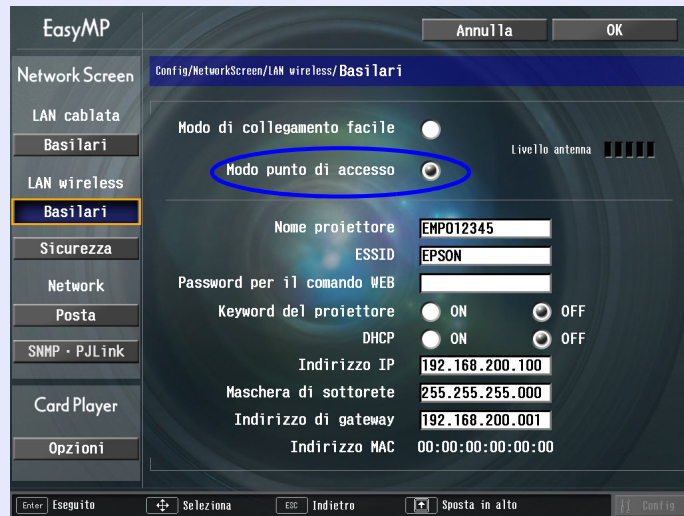 EasyMP
Annulla
OK
Network Screen
LAN cablata
Basilari
LAN wireless
Basilari
Sicurezza
Network
Posta
SNMP・PJLink
Card Player
Opzioni
Config/NetworkScreen/LAN wireless/Basilari
Modo di collegamento facile
Livello antenna
Modo punto di accesso
Nome proiettore EMP012345
ESSID EPSON
Password per il comando WEB
Keyword del proiettore ON OFF
DHCP ON OFF
Indirizzo IP 192.168.200.100
Maschera di sottorete 255.255.255.000
Indirizzo di gateway 192.168.200.001
Indirizzo MAC 00:00:00:00:00:00
Enter Eseguito Seleziona ESC Indietro Sposta in alto Config